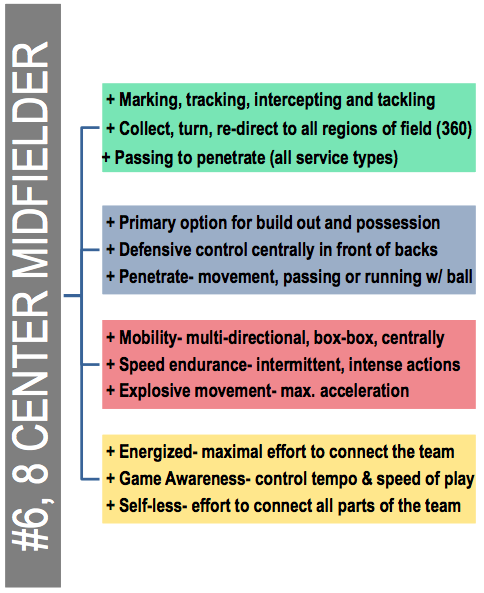 #6, 8 CENTER MIDFIELDER
+ Marking, tracking, intercepting and tackling
+ Collect, turn, re-direct to all regions of field (360)
+ Passing to penetrate (all service types)
+ Primary option for build out and possession
+ Defensive control centrally in front of backs
+ Penetrate- movement, passing or running w/ ball
+ Mobility- multi-directional, box-box, centrally
+ Speed endurance- intermittent, intense actions
+ Explosive movement- max. acceleration
+ Energized- maximal effort to connect the team
+ Game Awareness- control tempo & speed of play
+ Self-less- effort to connect all parts of the team